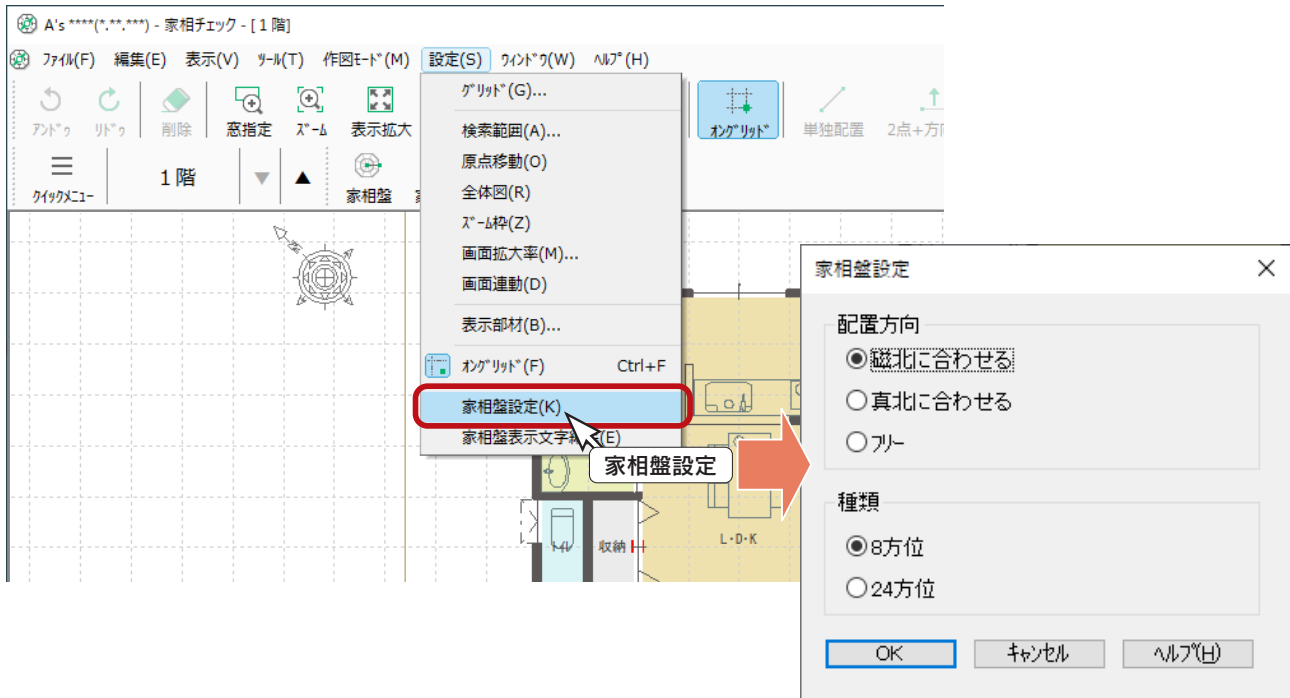 A's ****(*.**.***) - 家相チェック - [ 1 階]
ﾌｧｲﾙ(F) 編集(E) 表示(V) ﾂｰﾙ(T) 作図ﾓｰﾄﾞ(M) 設定(S) ｳｨﾝﾄﾞｳ(W) ﾍﾙﾌﾟ(H)
ｱﾝﾄﾞｩ ﾘﾄﾞｩ 削除 窓指定 ｽﾞｰﾑ 表示拡大 ｵﾝｸﾞﾘｯﾄﾞ 単独配置 2点+方
ｸｲｯｸﾒﾆｭｰ 1 階 ▼ ▲ 家相盤
ｸﾞﾘｯﾄﾞ(G)...
検索範囲(A)...
原点移動(O)
全体図(R)
ｽﾞｰﾑ枠(Z)
画面拡大率(M)...
画面連動(D)
表示部材(B)...
ｵﾝｸﾞﾘｯﾄﾞ(F) Ctrl+F
家相盤設定(K)
家相盤表示文字(E)
家相盤設定
ﾄｲﾚ
収納
L・D・K
家相盤設定
配置方向
磁北に合わせる
真北に合わせる
ﾌﾘｰ
種類
8方位
24方位
OK ｷｬﾝｾﾙ ﾍﾙﾌﾟ(H)